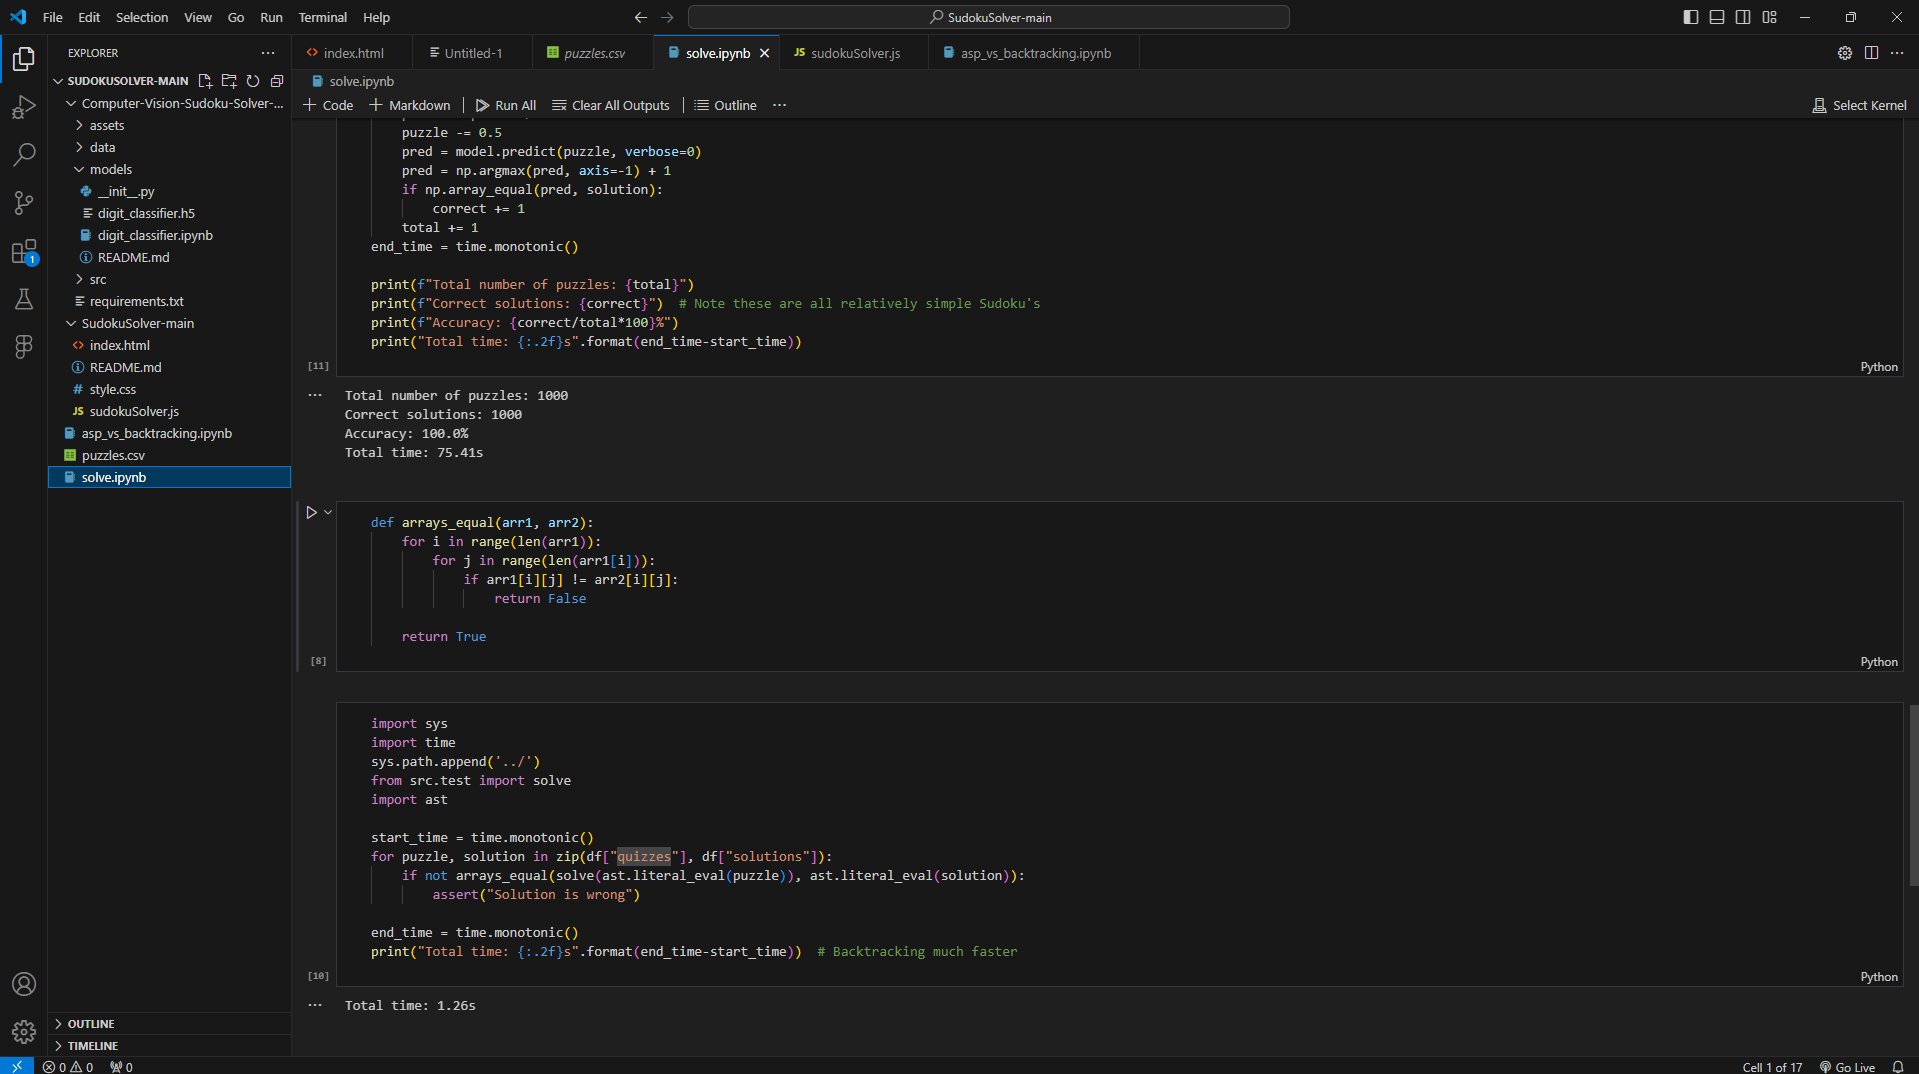 File Edit Selection View Go Run Terminal Help
SudokuSolver-main
EXPLORER
SUDOKUSOLVER-MAIN
Computer-Vision-Sudoku-Solver-...
assets
data
models
__init__.py
digit_classifier.h5
digit_classifier.ipynb
README.md
src
requirements.txt
SudokuSolver-main
index.html
README.md
style.css
JS sudokuSolver.js
asp_vs_backtracking.ipynb
puzzles.csv
solve.ipynb
OUTLINE
TIMELINE
index.html Untitled-1 puzzles.csv solve.ipynb JS sudokuSolver.js asp_vs_backtracking.ipynb
solve.ipynb
Code Markdown Run All Clear All Outputs Outline ... Select Kernel
puzzle -= 0.5
pred = model.predict(puzzle, verbose=0)
pred = np.argmax(pred, axis=-1) + 1
if np.array_equal(pred, solution):
correct += 1
total += 1
end_time = time.monotonic()
print(f"Total number of puzzles: {total}")
print(f"Correct solutions: {correct}")  # Note these are all relatively simple Sudoku's
print(f"Accuracy: {correct/total*100}%")
print("Total time: {:.2f}s".format(end_time-start_time))
[11] Python
Total number of puzzles: 1000
Correct solutions: 1000
Accuracy: 100.0%
Total time: 75.41s
def arrays_equal(arr1, arr2):
for i in range(len(arr1)):
for j in range(len(arr1[i])):
if arr1[i][j] != arr2[i][j]:
return False
return True
[8] Python
import sys
import time
sys.path.append('../')
from src.test import solve
import ast
start_time = time.monotonic()
for puzzle, solution in zip(df["quizzes"], df["solutions"]):
if not arrays_equal(solve(ast.literal_eval(puzzle)), ast.literal_eval(solution)):
assert("Solution is wrong")
end_time = time.monotonic()
print("Total time: {:.2f}s".format(end_time-start_time))  # Backtracking much faster
[10] Python
Total time: 1.26s
1
0 0 0
Cell 1 of 17 Go Live